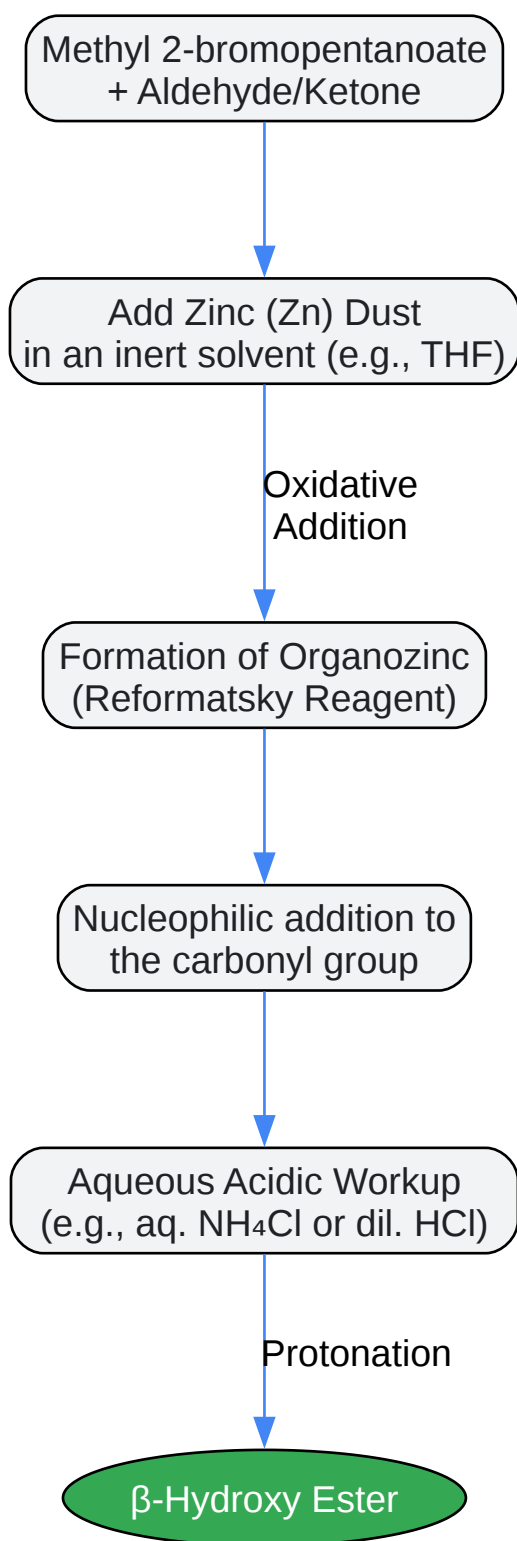 Methyl 2-bromopentanoate
+ Aldehyde/Ketone
Add Zinc (Zn) Dust
in an inert solvent (e.g., THF)
Oxidative
Addition
Formation of Organozinc
(Reformatsky Reagent)
Nucleophilic addition to
the carbonyl group
Aqueous Acidic Workup
(e.g., aq. NH₄Cl or dil. HCl)
Protonation
β-Hydroxy Ester